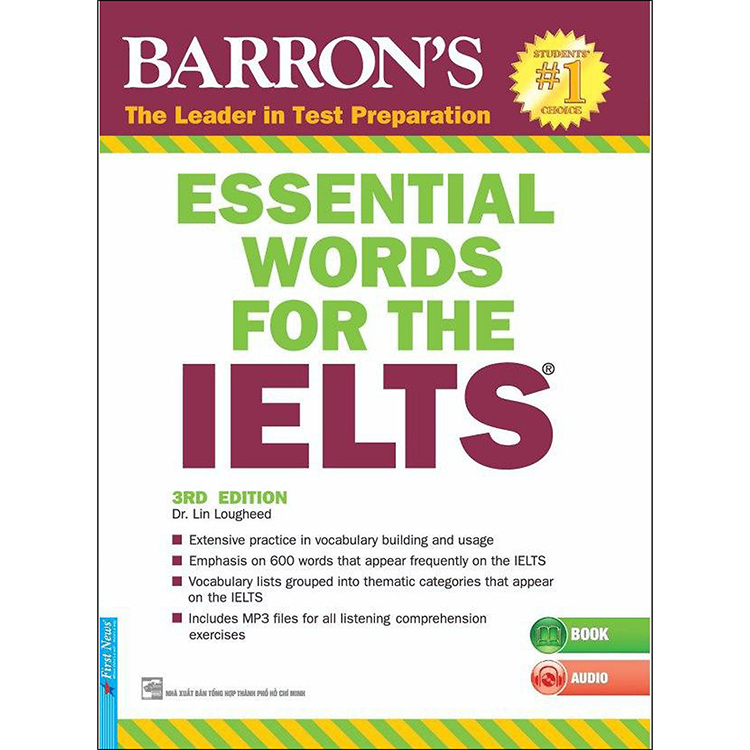 BARRON'S
The Leader in Test Preparation
STUDENTS'
#1
CHOICE
ESSENTIAL
WORDS
FOR THE
IELTS®
3RD EDITION
Dr. Lin Lougheed
■ Extensive practice in vocabulary building and usage
■ Emphasis on 600 words that appear frequently on the IELTS
■ Vocabulary lists grouped into thematic categories that appear
on the IELTS
■ Includes MP3 files for all listening comprehension
exercises
BOOK
AUDIO
First News
NHÀ XUẤT BẢN TỔNG HỢP THÀNH PHỐ HỒ CHÍ MINH